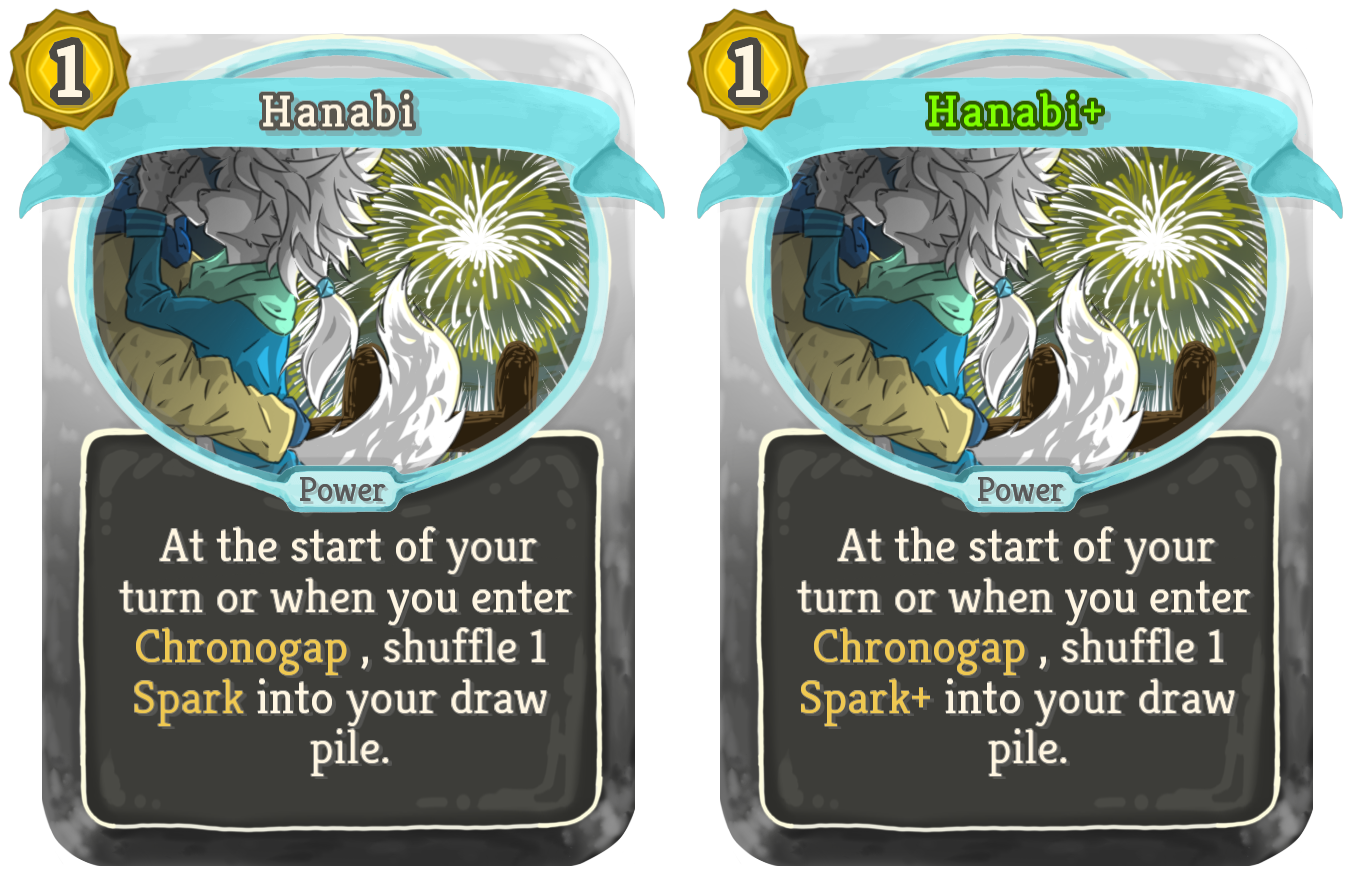 1
Hanabi
Power
At the start of your
turn or when you enter
Chronogap , shuffle 1
Spark into your draw
pile.
1
Hanabi+
Power
At the start of your
turn or when you enter
Chronogap , shuffle 1
Spark+ into your draw
pile.